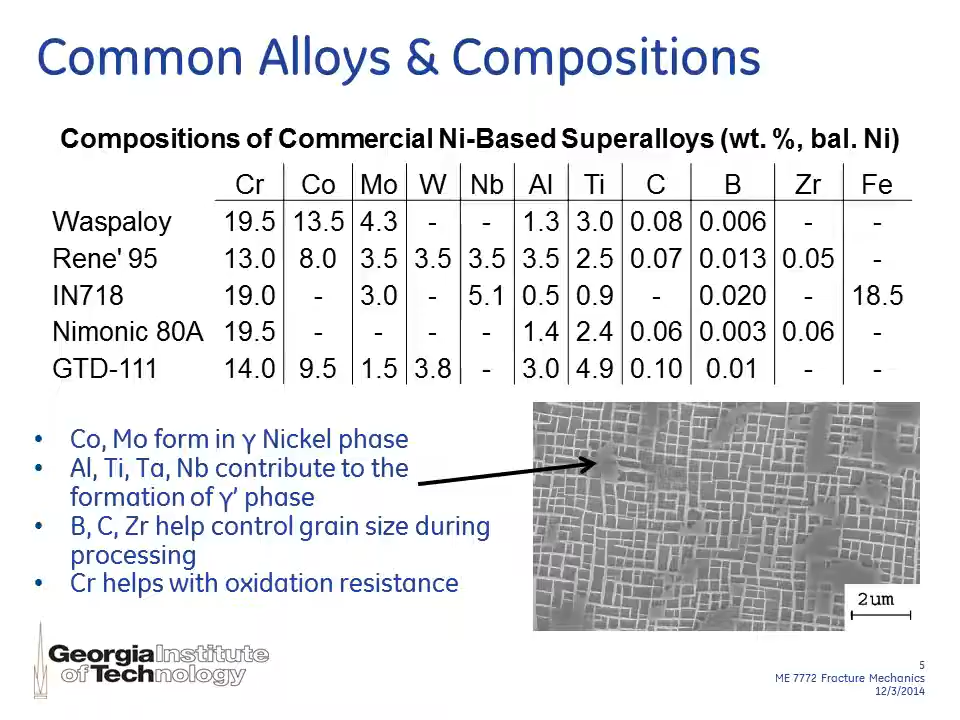 Common Alloys & Compositions
Compositions of Commercial Ni-Based Superalloys (wt. %, bal. Ni)
Cr Co Mo W Nb Al Ti C B Zr Fe
Waspaloy 19.5 13.5 4.3 - - 1.3 3.0 0.08 0.006 - -
Rene' 95 13.0 8.0 3.5 3.5 3.5 3.5 2.5 0.07 0.013 0.05 -
IN718 19.0 - 3.0 - 5.1 0.5 0.9 - 0.020 - 18.5
Nimonic 80A 19.5 - - - - 1.4 2.4 0.06 0.003 0.06 -
GTD-111 14.0 9.5 1.5 3.8 - 3.0 4.9 0.10 0.01 - -
• Co, Mo form in γ Nickel phase
• Al, Ti, Ta, Nb contribute to the
formation of γ’ phase
• B, C, Zr help control grain size during
processing
• Cr helps with oxidation resistance
2um
Georgia Institute
of Technology
5
ME 7772 Fracture Mechanics
12/3/2014